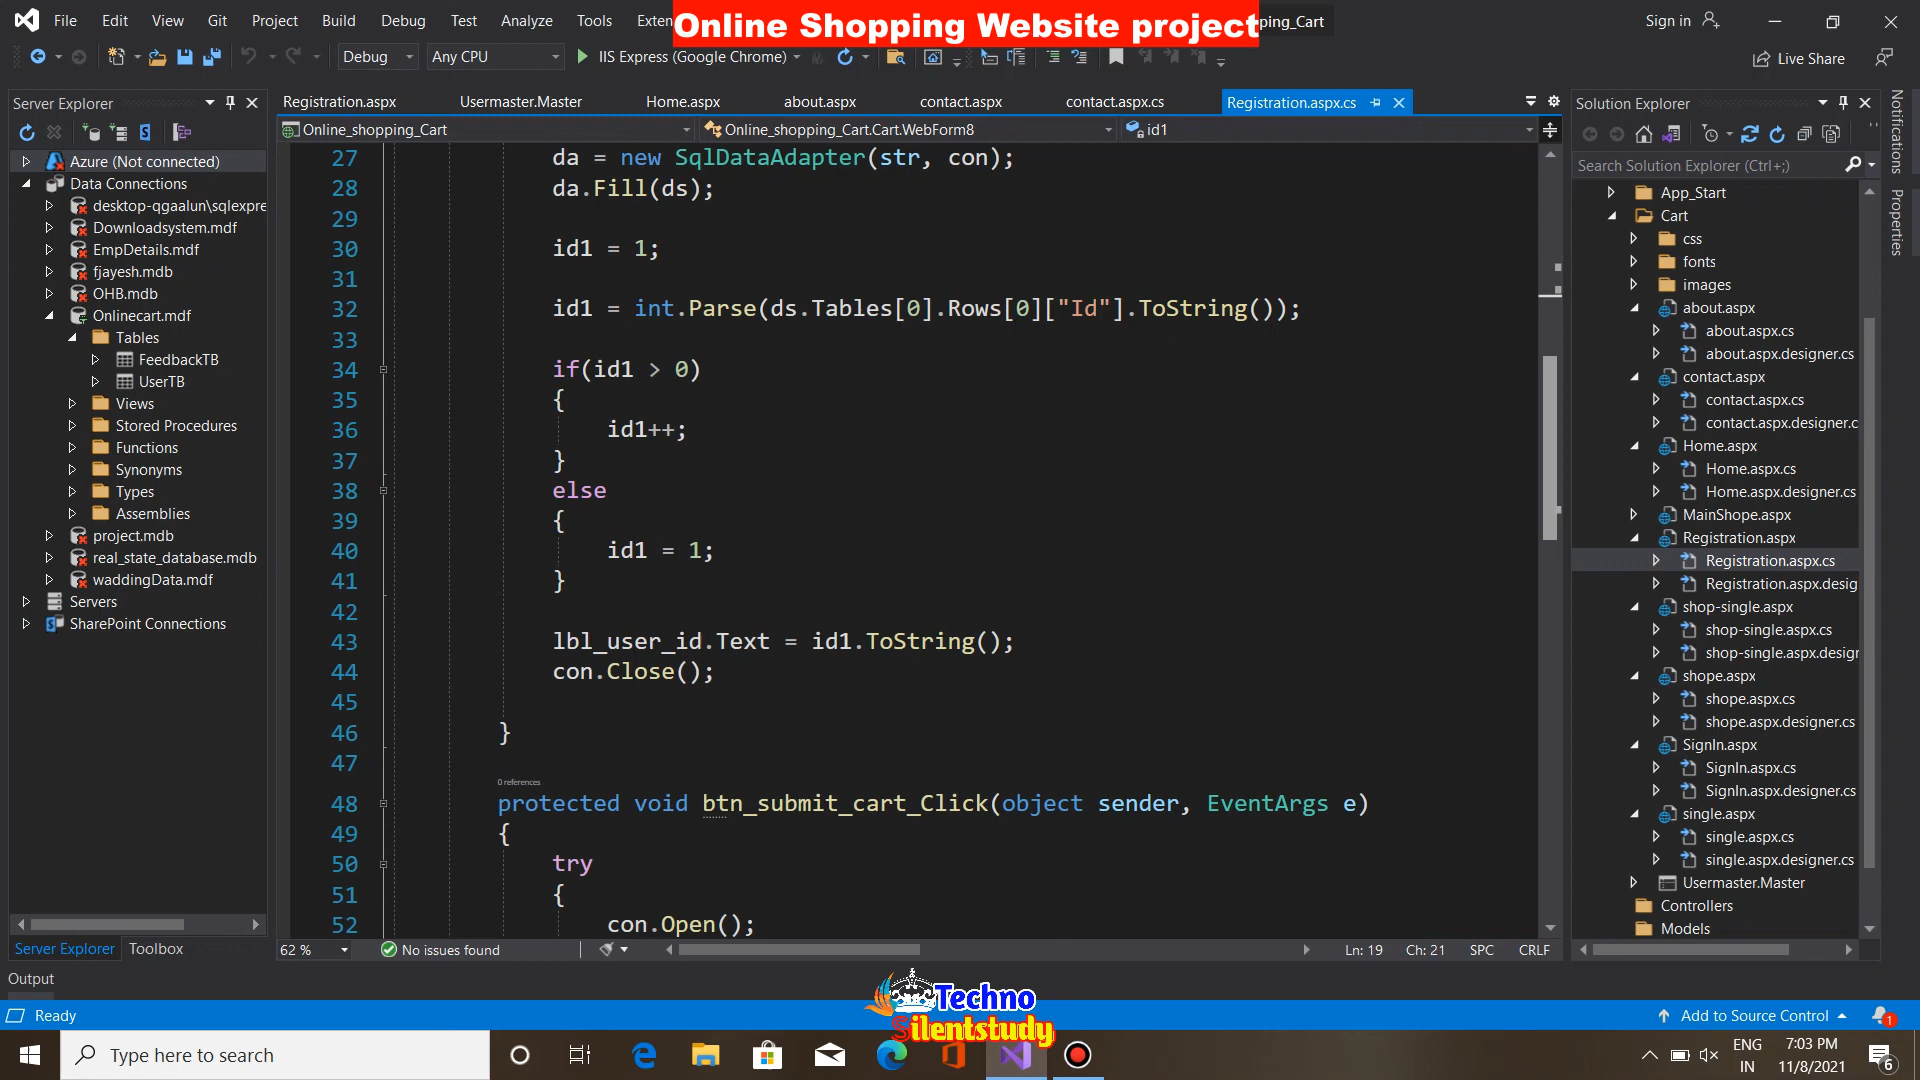 File Edit View Git Project Build Debug Test Analyze Tools Exten Online Shopping Website project ping_Cart Sign in
Debug Any CPU IIS Express (Google Chrome) Live Share
Server Explorer
Azure (Not connected)
Data Connections
desktop-qgaalun\sqlexpre
Downloadsystem.mdf
EmpDetails.mdf
fjayesh.mdb
OHB.mdb
Onlinecart.mdf
Tables
FeedbackTB
UserTB
Views
Stored Procedures
Functions
Synonyms
Types
Assemblies
project.mdb
real_state_database.mdb
waddingData.mdf
Servers
SharePoint Connections
Server Explorer Toolbox
Registration.aspx Usermaster.Master Home.aspx about.aspx contact.aspx contact.aspx.cs Registration.aspx.cs
Online_shopping_Cart Online_shopping_Cart.Cart.WebForm8 id1
27 da = new SqlDataAdapter(str, con);
28 da.Fill(ds);
29
30 id1 = 1;
31
32 id1 = int.Parse(ds.Tables[0].Rows[0]["Id"].ToString());
33
34 if(id1 > 0)
35 {
36 id1++;
37 }
38 else
39 {
40 id1 = 1;
41 }
42
43 lbl_user_id.Text = id1.ToString();
44 con.Close();
45
46 }
47
0 references
48 protected void btn_submit_cart_Click(object sender, EventArgs e)
49 {
50 try
51 {
52 con.Open();
62 % No issues found Ln: 19 Ch: 21 SPC CRLF
Solution Explorer
Search Solution Explorer (Ctrl+;)
App_Start
Cart
css
fonts
images
about.aspx
about.aspx.cs
about.aspx.designer.cs
contact.aspx
contact.aspx.cs
contact.aspx.designer.c
Home.aspx
Home.aspx.cs
Home.aspx.designer.cs
MainShope.aspx
Registration.aspx
Registration.aspx.cs
Registration.aspx.desig
shop-single.aspx
shop-single.aspx.cs
shop-single.aspx.design
shope.aspx
shope.aspx.cs
shope.aspx.designer.cs
SignIn.aspx
SignIn.aspx.cs
SignIn.aspx.designer.cs
single.aspx
single.aspx.cs
single.aspx.designer.cs
Usermaster.Master
Controllers
Models
Notifications
Properties
Output
Ready Add to Source Control 1
Techno
Silentstudy
Type here to search
ENG
IN
7:03 PM
11/8/2021
6